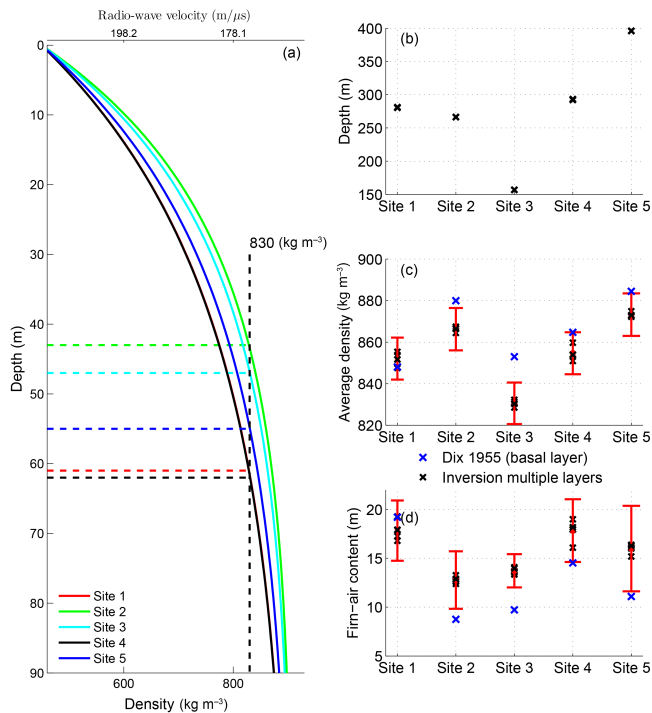 Radio-wave velocity (m/μs)
198.2 178.1
(a)
0
10
20
30
40
50
60
70
80
90
Depth (m)
830 (kg m⁻³)
Site 1
Site 2
Site 3
Site 4
Site 5
600 800
Density (kg m⁻³)
(b)
400
350
300
250
200
150
Depth (m)
Site 1 Site 2 Site 3 Site 4 Site 5
(c)
900
880
860
840
820
Average density (kg m⁻³)
Site 1 Site 2 Site 3 Site 4 Site 5
Dix 1955 (basal layer)
Inversion multiple layers
(d)
20
15
10
5
Firn−air content (m)
Site 1 Site 2 Site 3 Site 4 Site 5